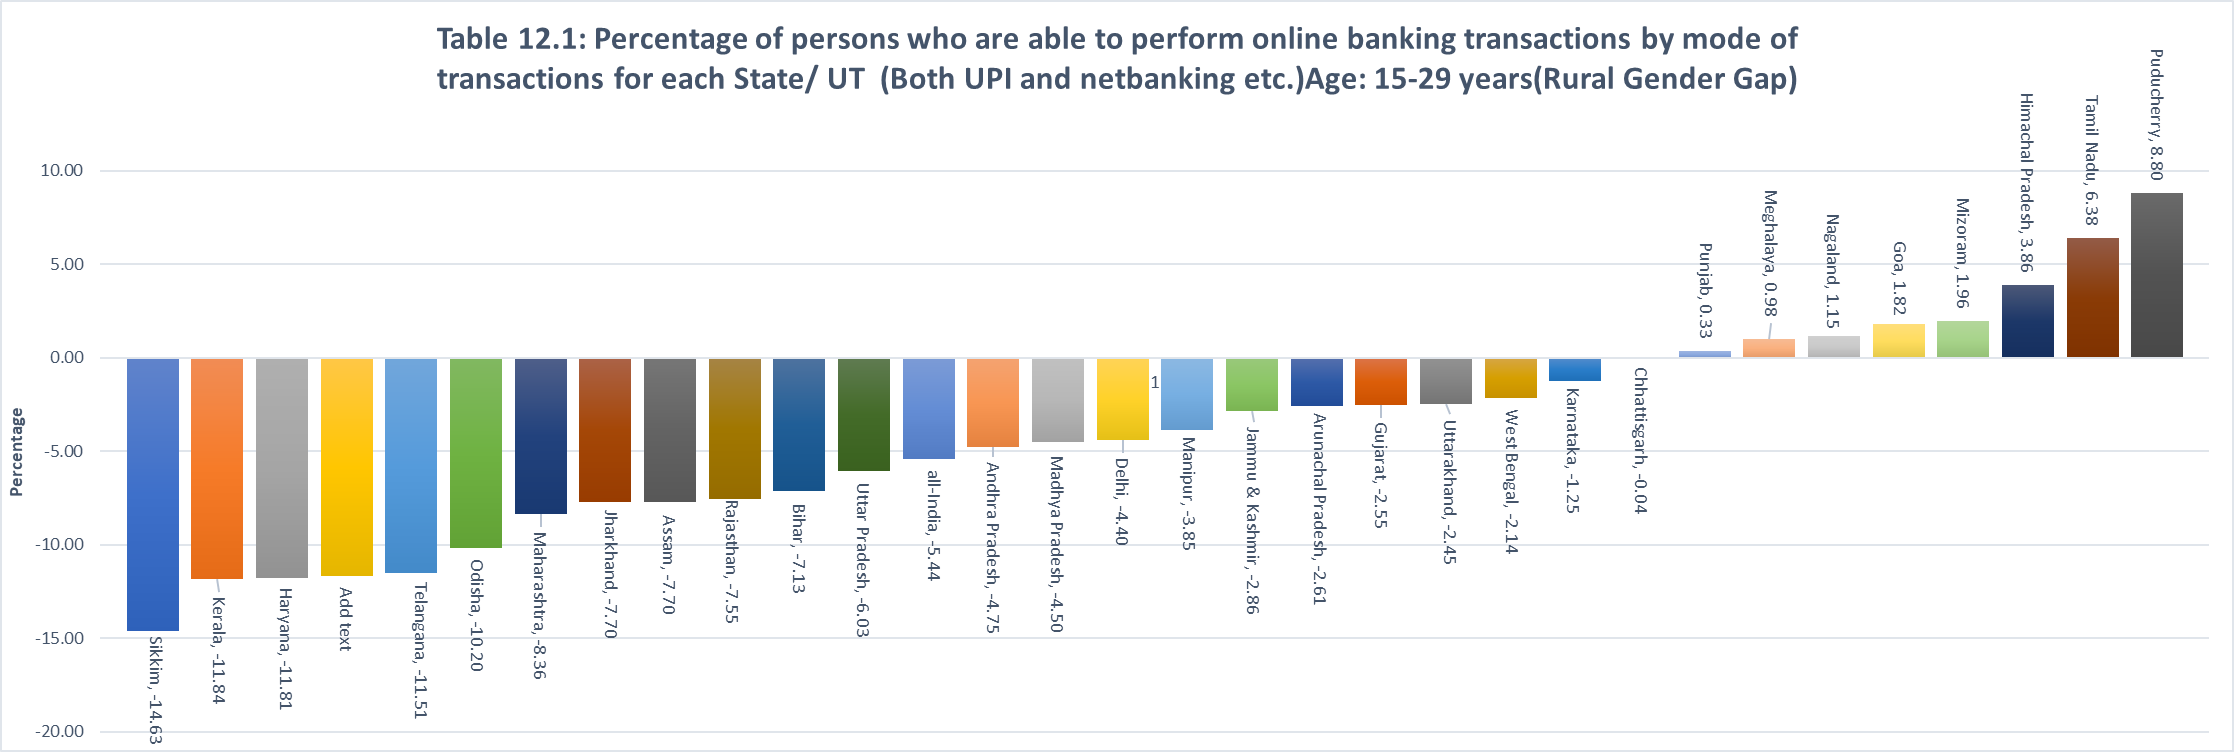 Table 12.1: Percentage of persons who are able to perform online banking transactions by mode of
transactions for each State/ UT  (Both UPI and netbanking etc.)Age: 15-29 years(Rural Gender Gap)
Percentage
10.00
5.00
0.00
-5.00
-10.00
-15.00
-20.00
Sikkim, -14.63
Kerala, -11.84
Haryana, -11.81
Add text
Telangana, -11.51
Odisha, -10.20
Maharashtra, -8.36
Jharkhand, -7.70
Assam, -7.70
Rajasthan, -7.55
Bihar, -7.13
Uttar Pradesh, -6.03
all-India, -5.44
Andhra Pradesh, -4.75
Madhya Pradesh, -4.50
Delhi, -4.40
1
Manipur, -3.85
Jammu & Kashmir, -2.86
Arunachal Pradesh, -2.61
Gujarat, -2.55
Uttarakhand, -2.45
West Bengal, -2.14
Karnataka, -1.25
Chhattisgarh, -0.04
Punjab, 0.33
Meghalaya, 0.98
Nagaland, 1.15
Goa, 1.82
Mizoram, 1.96
Himachal Pradesh, 3.86
Tamil Nadu, 6.38
Puducherry, 8.80